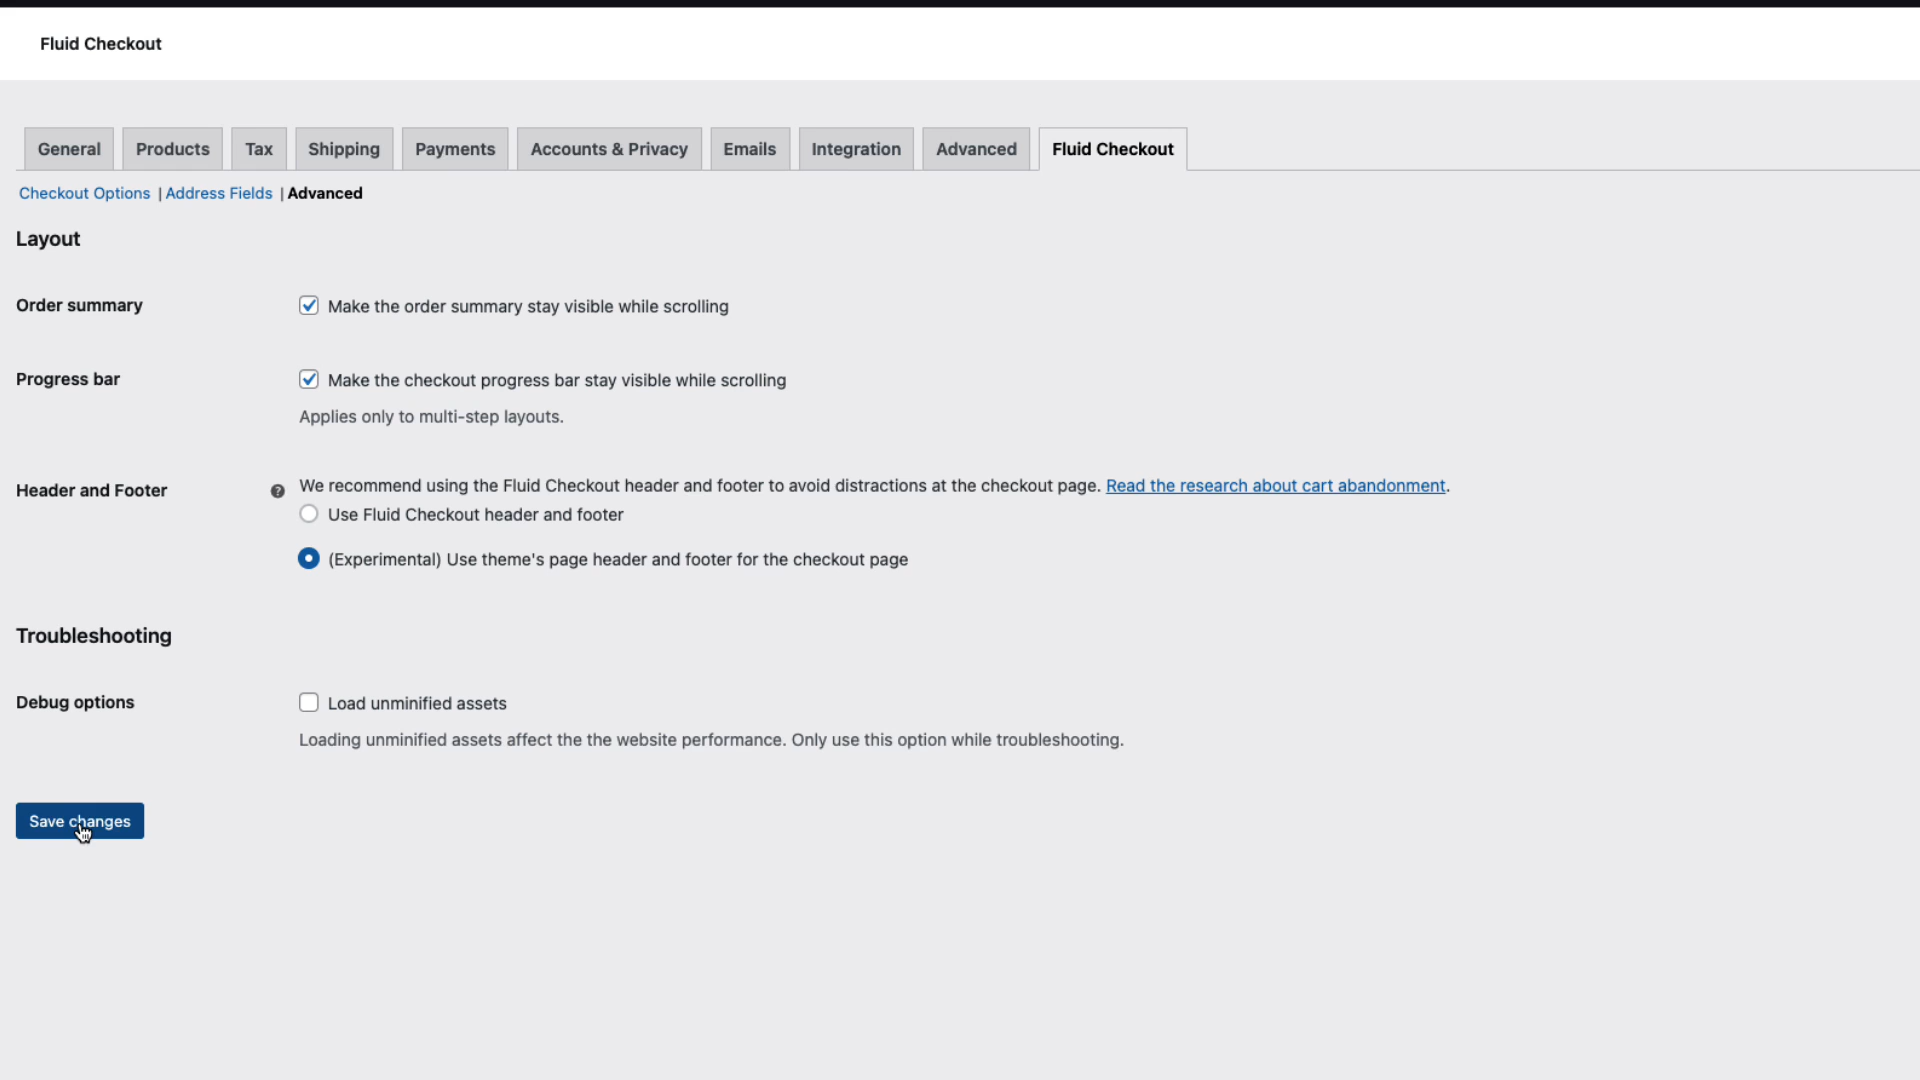 Fluid Checkout
General Products Tax Shipping Payments Accounts & Privacy Emails Integration Advanced Fluid Checkout
Checkout Options | Address Fields | Advanced
Layout
Order summary Make the order summary stay visible while scrolling
Progress bar Make the checkout progress bar stay visible while scrolling
Applies only to multi-step layouts.
Header and Footer ? We recommend using the Fluid Checkout header and footer to avoid distractions at the checkout page. Read the research about cart abandonment.
Use Fluid Checkout header and footer
(Experimental) Use theme's page header and footer for the checkout page
Troubleshooting
Debug options Load unminified assets
Loading unminified assets affect the the website performance. Only use this option while troubleshooting.
Save changes